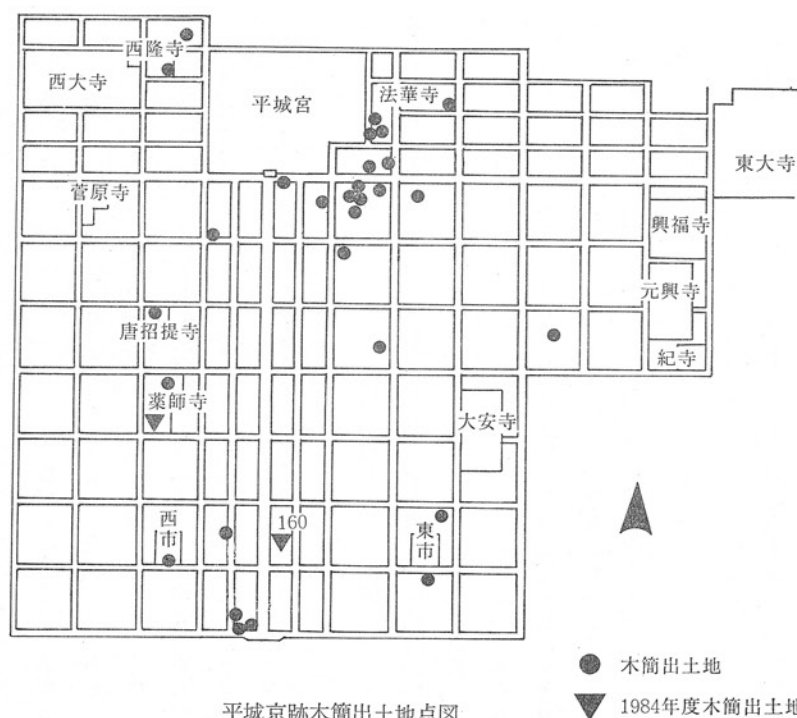 西隆寺
西大寺
平城宮
法華寺
東大寺
菅原寺
興福寺
元興寺
唐招提寺
紀寺
薬師寺
大安寺
西市
160
東市
木簡出土地
1984年度木簡出土地
平城京跡木簡出土地点図